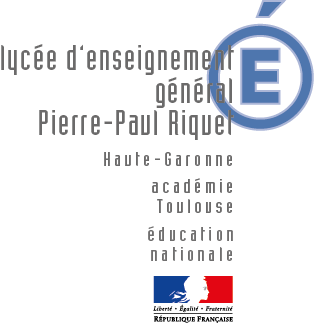 lycée d'enseignement
général
Pierre-Paul Riquet
Haute-Garonne
académie
Toulouse
éducation
nationale
É
Liberté • Égalité • Fraternité
RÉPUBLIQUE FRANÇAISE